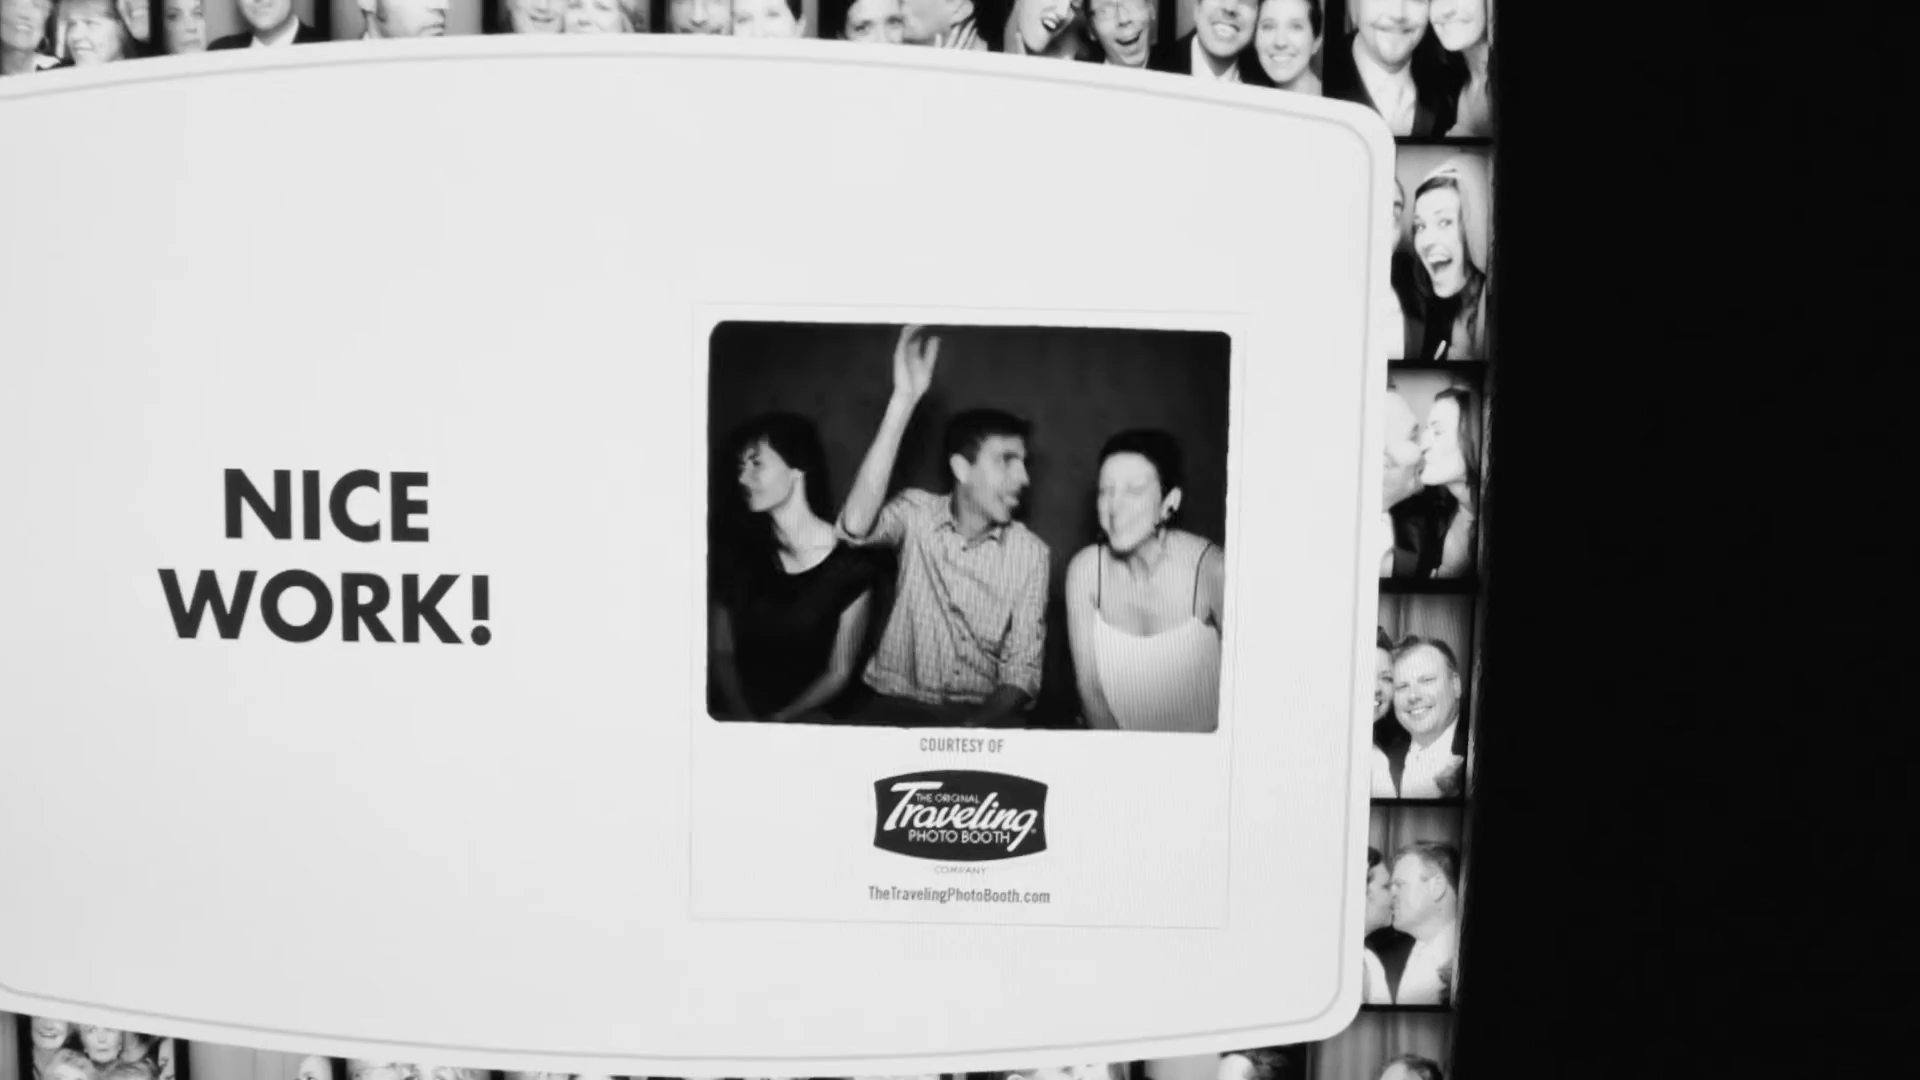 NICE
WORK!
COURTESY OF
THE ORIGINAL
Traveling
PHOTO BOOTH
COMPANY
TheTravelingPhotoBooth.com